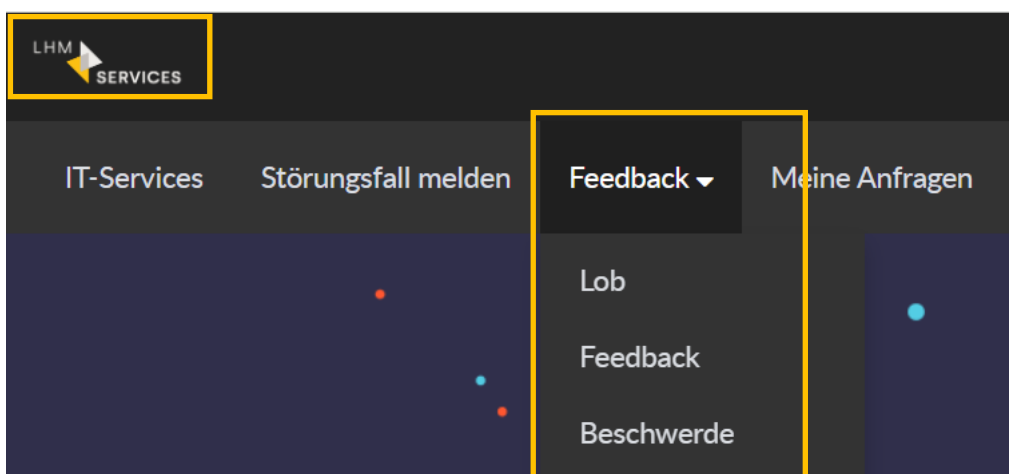 LHM
SERVICES
IT-Services Störungsfall melden Feedback Meine Anfragen
Lob
Feedback
Beschwerde